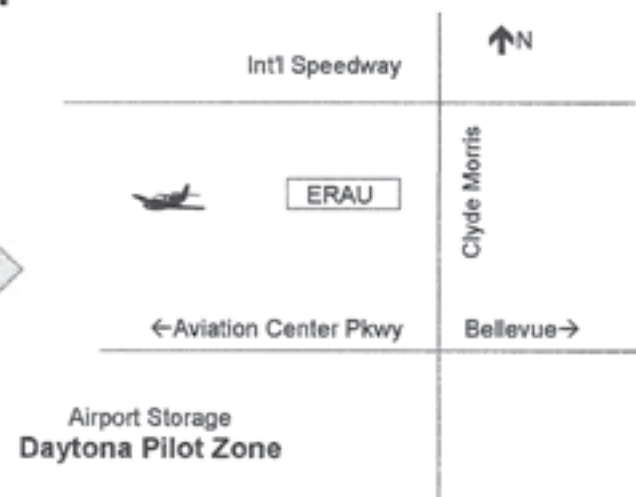 N
Int'l Speedway
Clyde Morris
ERAU
←Aviation Center Pkwy
Bellevue→
Airport Storage
Daytona Pilot Zone